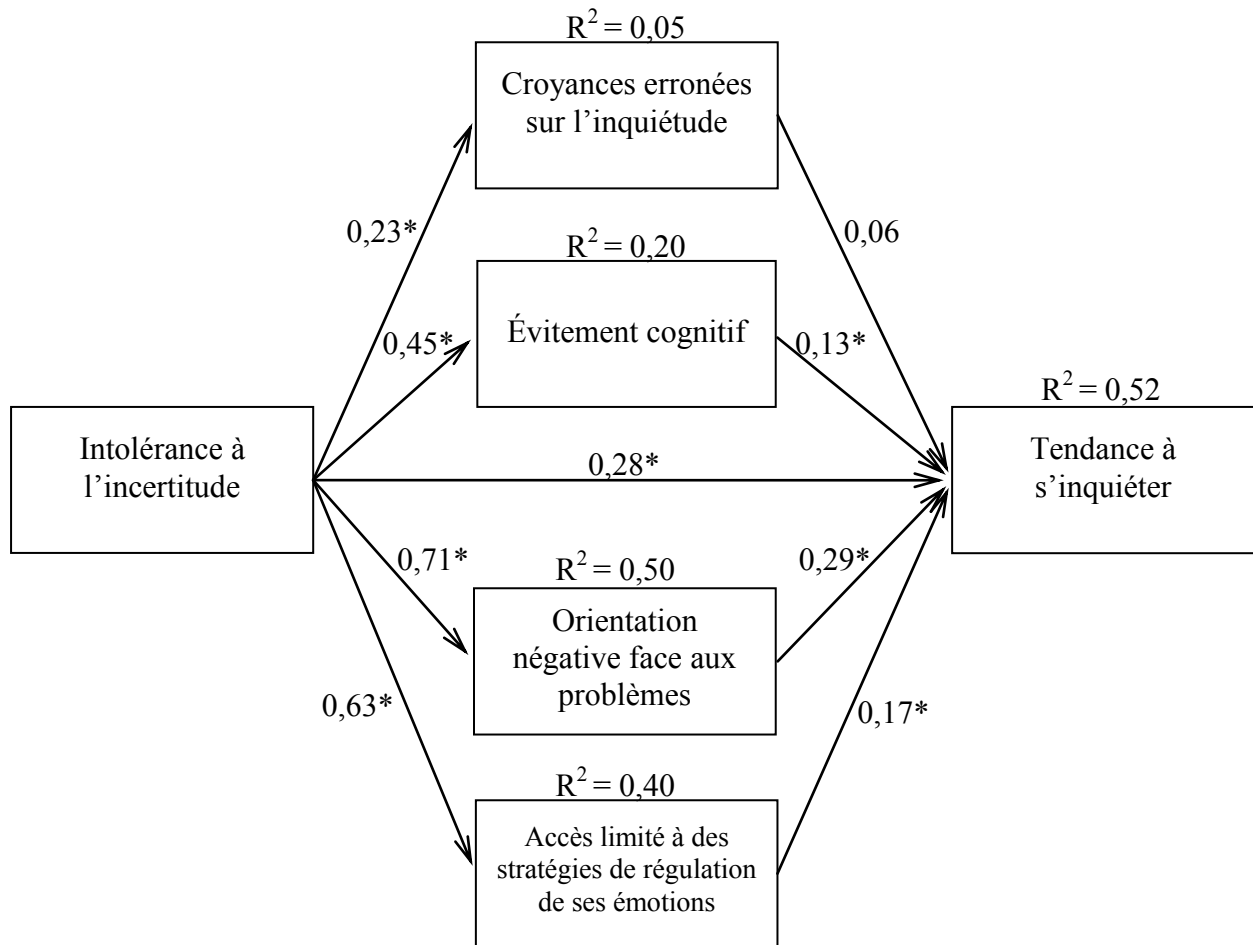 R² = 0,05
Croyances erronées
sur l’inquiétude
0,23*
0,06
R² = 0,20
Évitement cognitif
0,45*
0,13*
R² = 0,52
Intolérance à
l’incertitude
0,28*
Tendance à
s’inquiéter
0,71*
R² = 0,50
0,29*
Orientation
négative face aux
problèmes
0,63*
0,17*
R² = 0,40
Accès limité à des
stratégies de régulation
de ses émotions